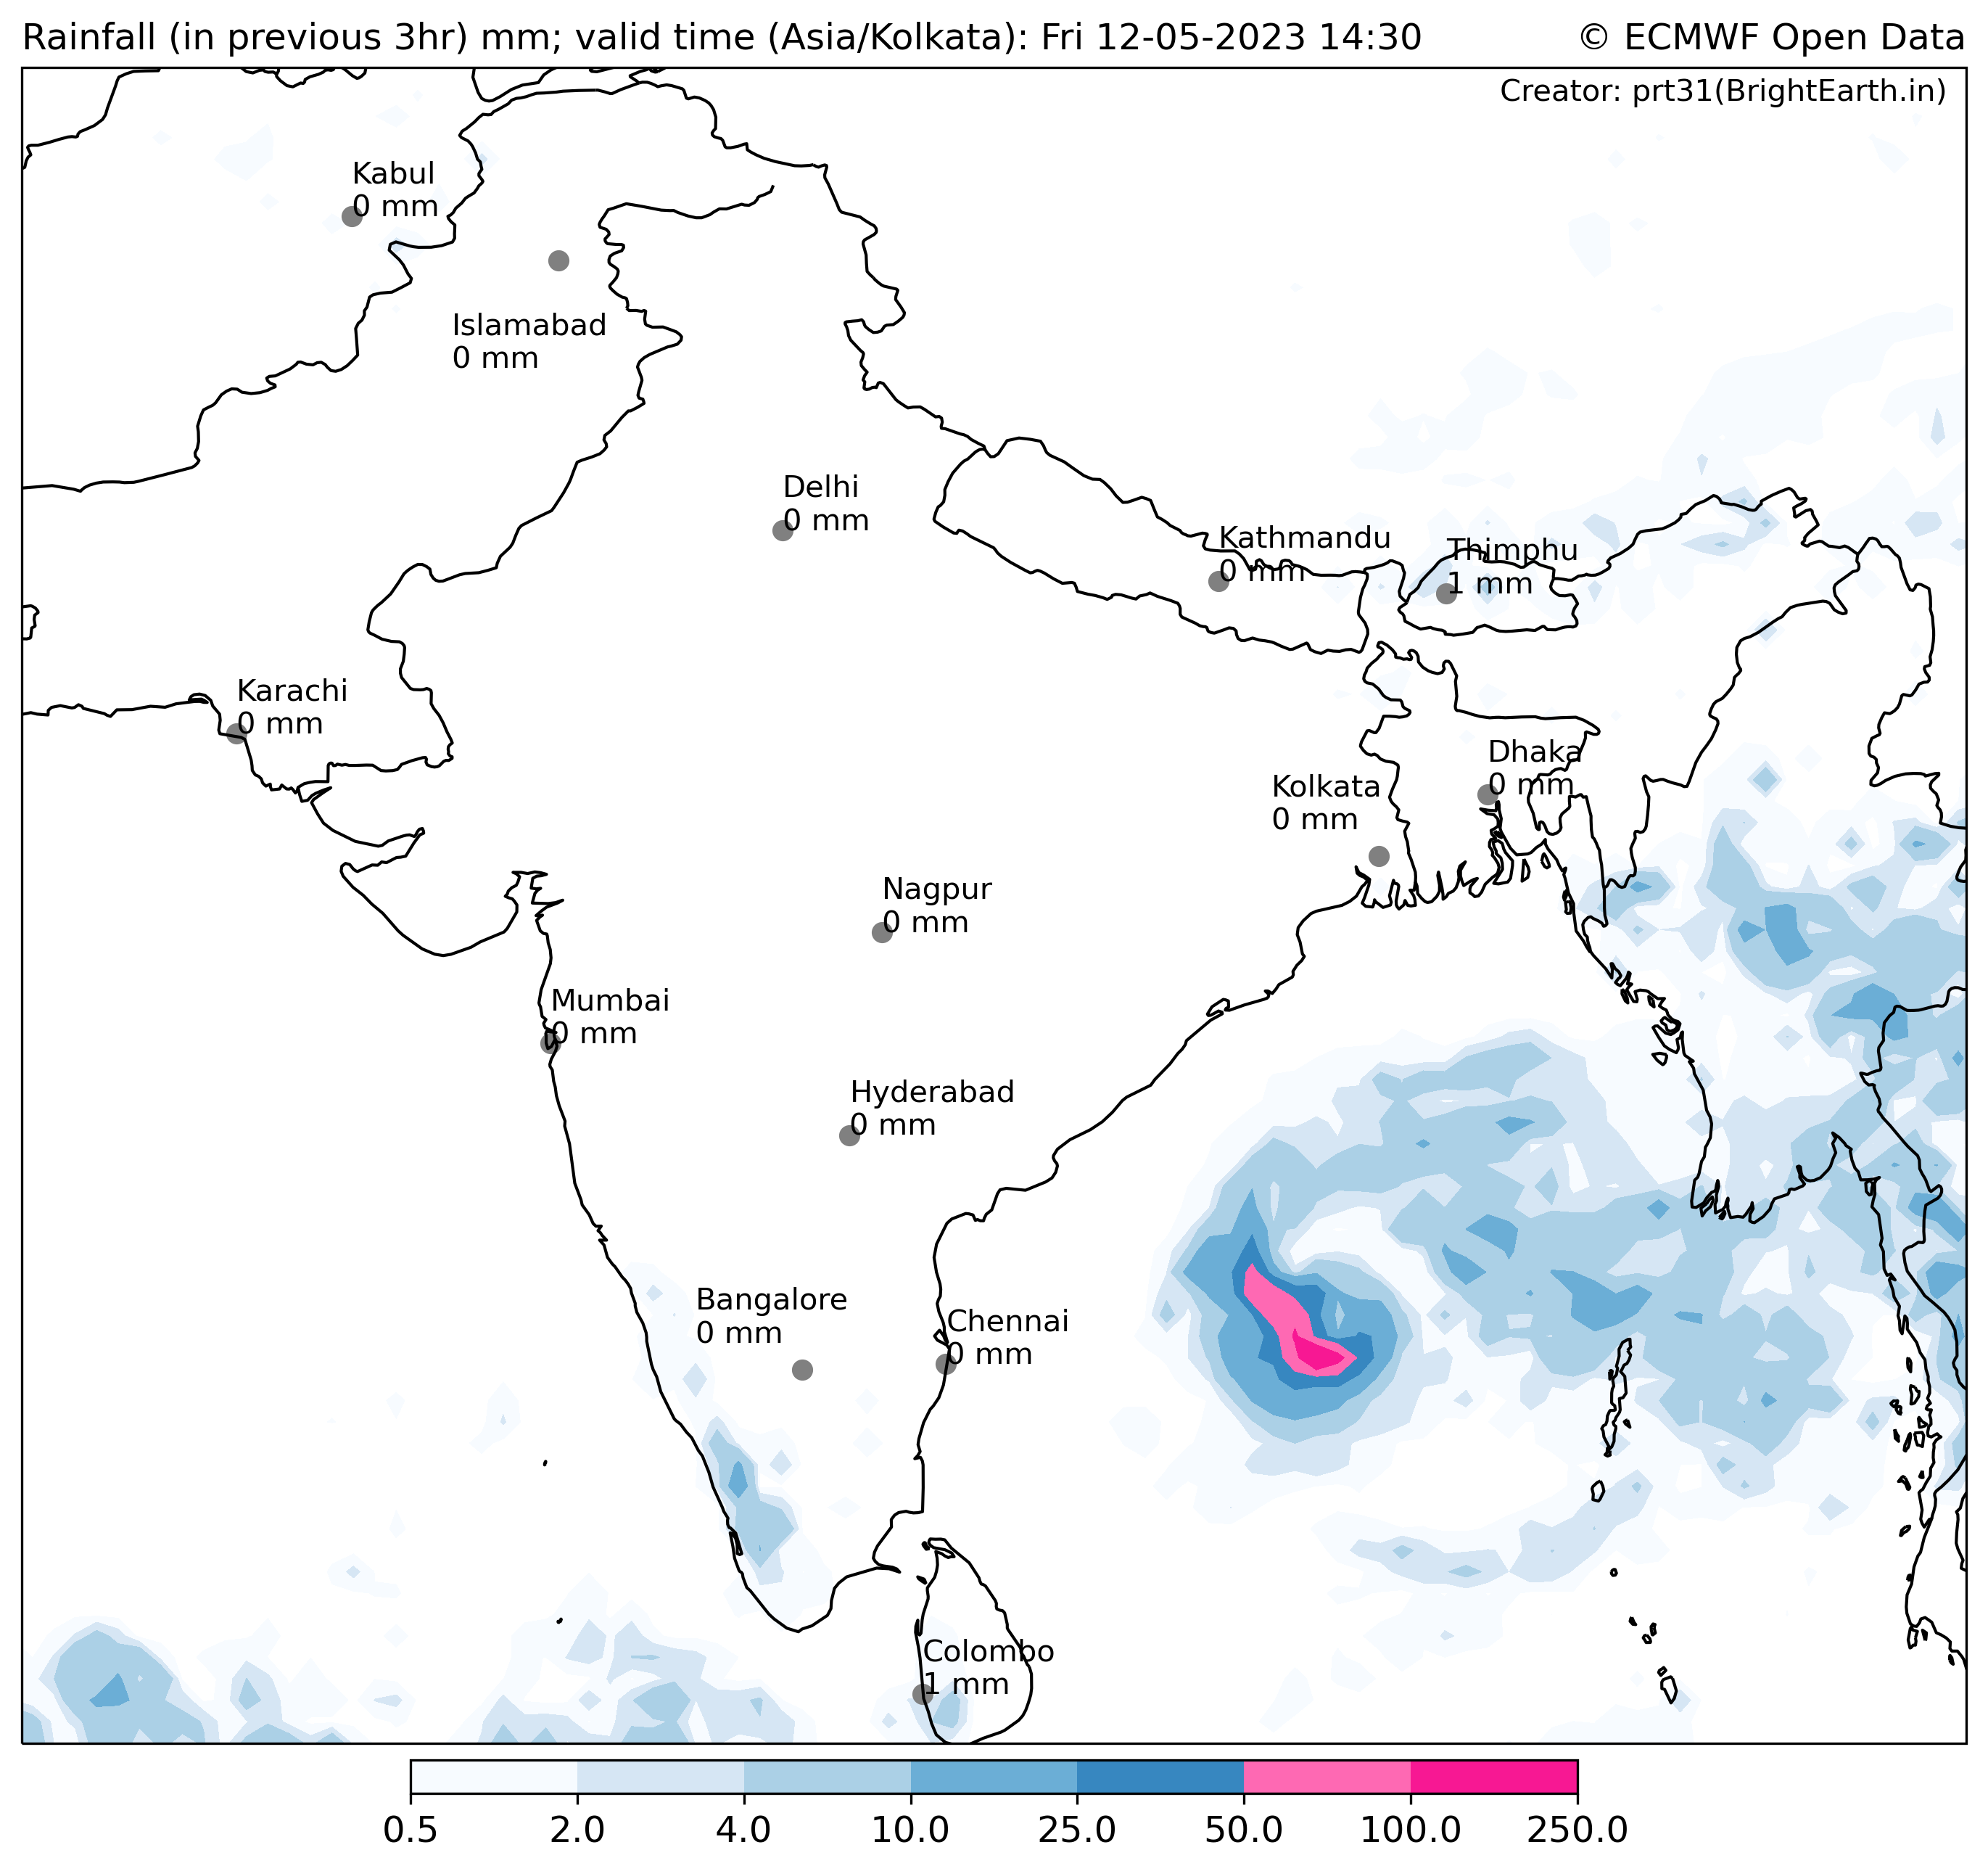 Rainfall (in previous 3hr) mm; valid time (Asia/Kolkata): Fri 12-05-2023 14:30
© ECMWF Open Data
Creator: prt31(BrightEarth.in)
Kabul
0 mm
Islamabad
0 mm
Delhi
0 mm
Kathmandu
0 mm
Thimphu
1 mm
Karachi
0 mm
Dhaka
0 mm
Kolkata
0 mm
Nagpur
0 mm
Mumbai
0 mm
Hyderabad
0 mm
Bangalore
0 mm
Chennai
0 mm
Colombo
1 mm
0.5 2.0 4.0 10.0 25.0 50.0 100.0 250.0